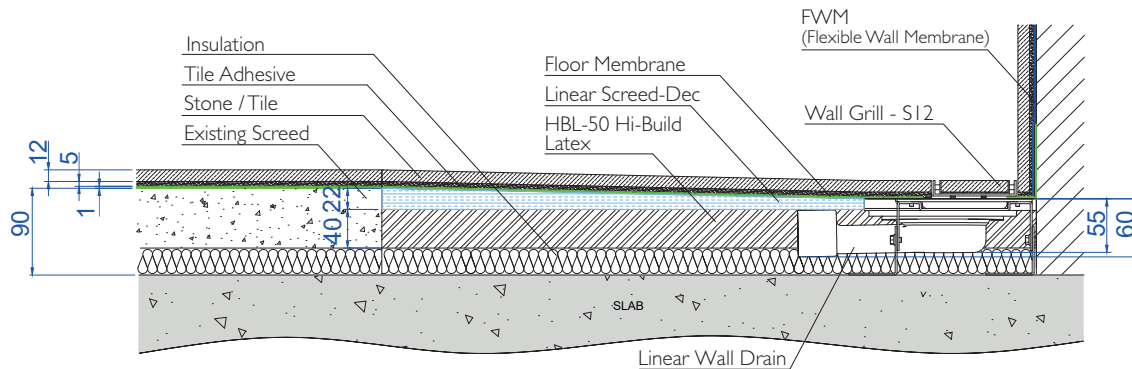 FWM
(Flexible Wall Membrane)
Insulation
Tile Adhesive
Stone / Tile
Existing Screed
Floor Membrane
Linear Screed-Dec
HBL-50 Hi-Build
Latex
Wall Grill - S12
12
5
1
90
22
40
55
60
SLAB
Linear Wall Drain